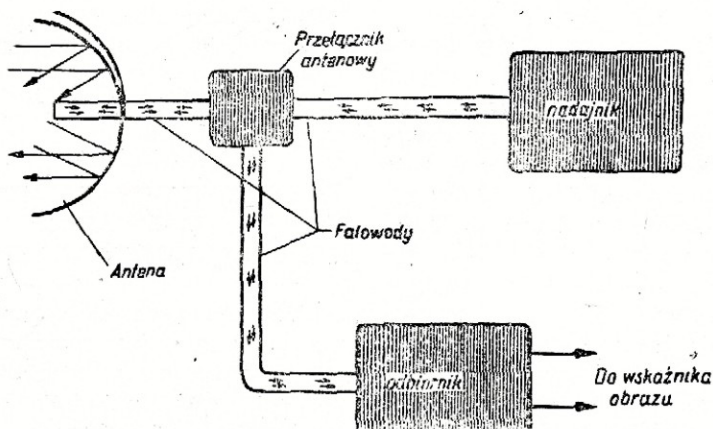 Przełącznik
antenowy
nadajnik
Falowody
Antena
odbiornik
Do wskaźnika
obrazu